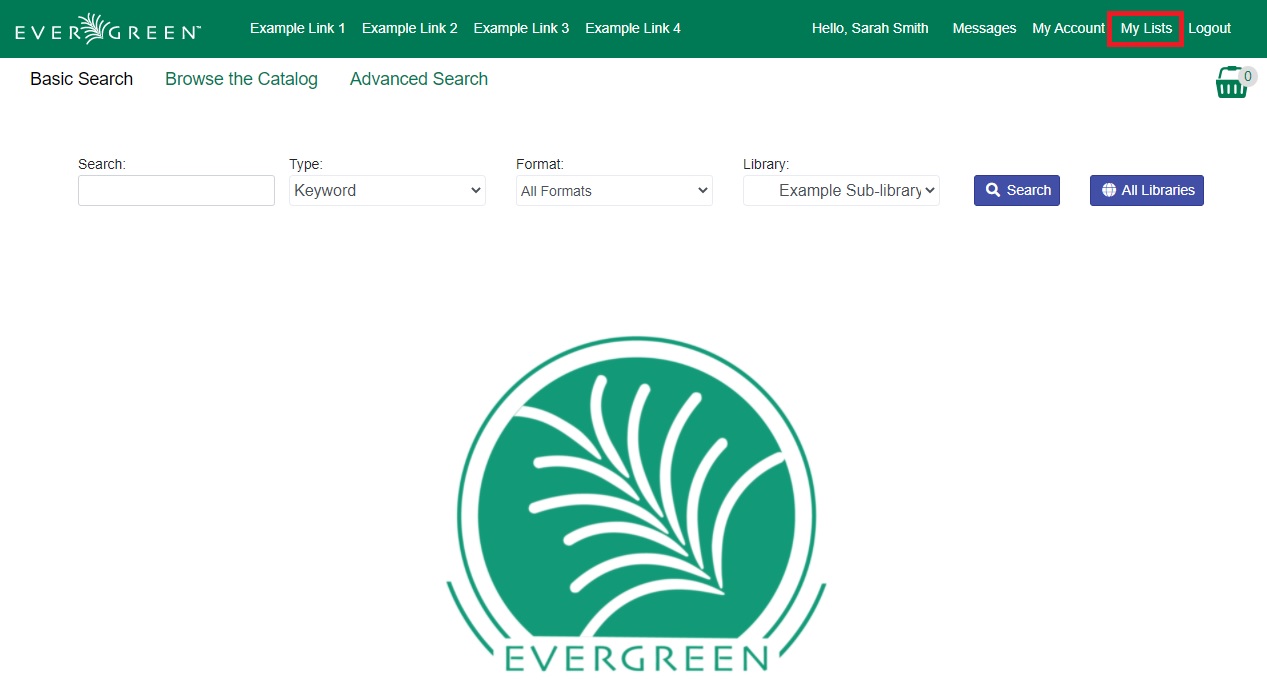 EVERGREEN™ Example Link 1 Example Link 2 Example Link 3 Example Link 4 Hello, Sarah Smith Messages My Account My Lists Logout
Basic Search Browse the Catalog Advanced Search 0
Search: Type: Format: Library:
Keyword All Formats Example Sub-library Search All Libraries
EVERGREEN